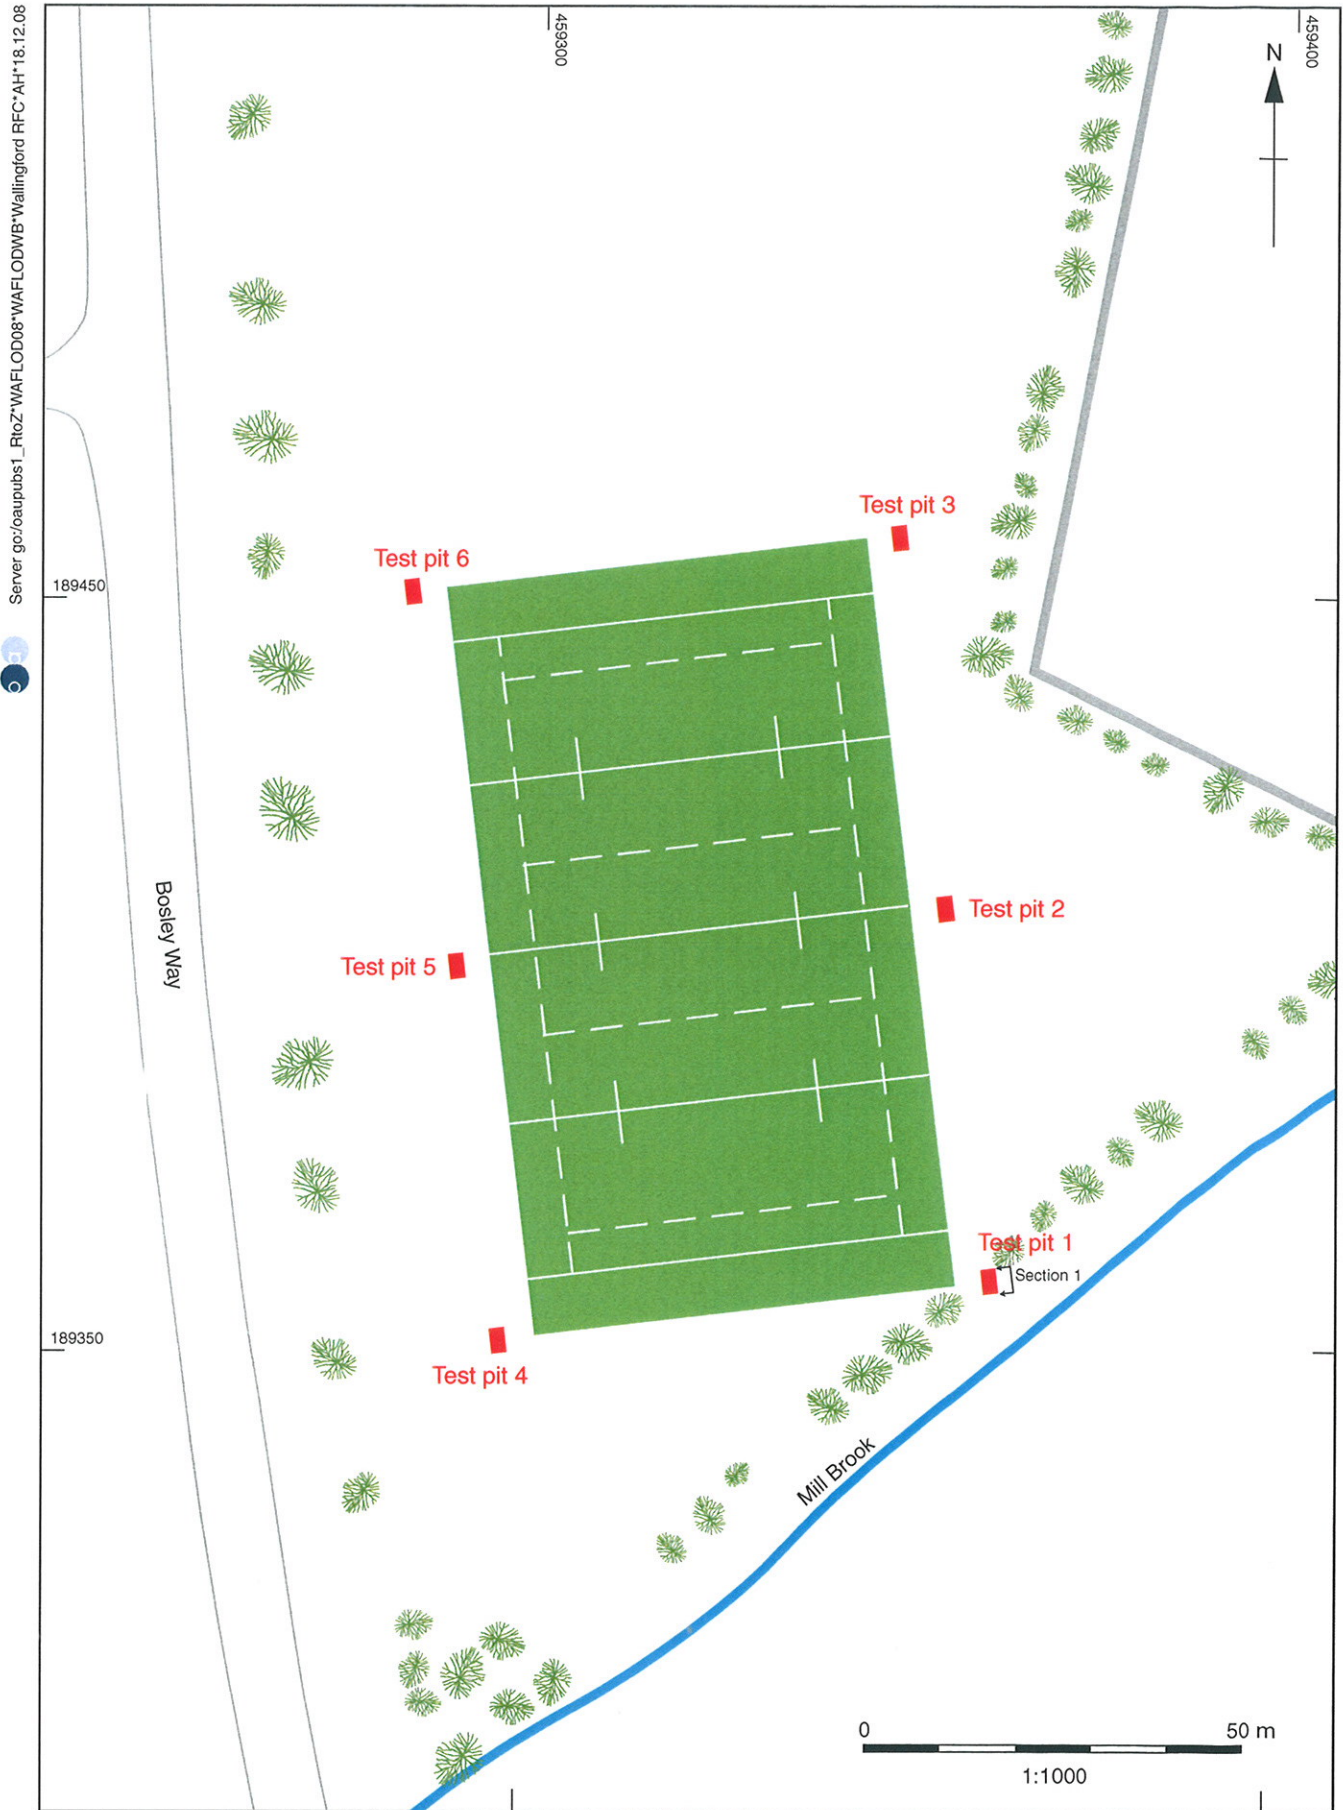 459300
459400
N
Server go:/oaupubs1_RtoZ*WAFLOD08*WAFLODWB*Wallingford RFC*AH*18.12.08
Test pit 3
Test pit 6
189450
Bosley Way
Test pit 2
Test pit 5
Test pit 1
Section 1
189350
Test pit 4
Mill Brook
0
50 m
1:1000